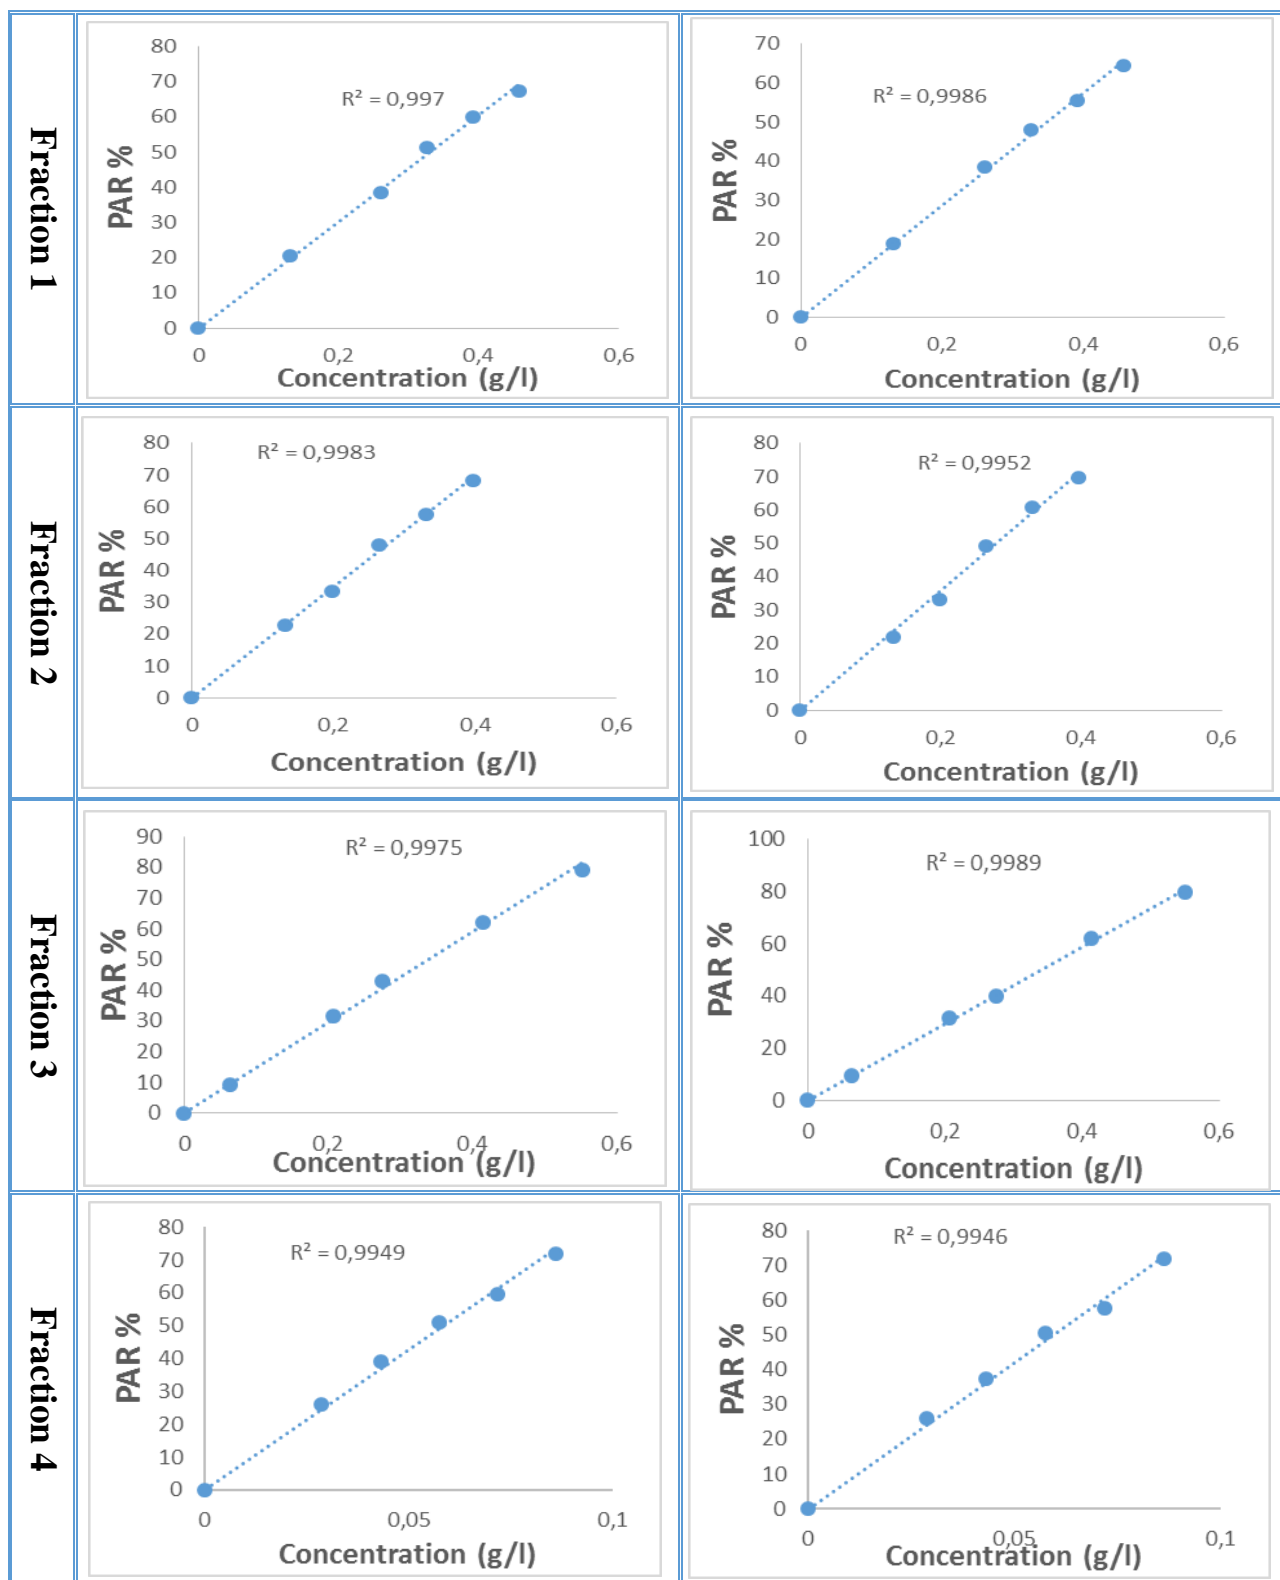 Fraction 1
80
70
60
50
40
30
20
10
0
PAR %
R² = 0,997
0 0,2 0,4 0,6
Concentration (g/l)
70
60
50
40
30
20
10
0
PAR %
R² = 0,9986
0 0,2 0,4 0,6
Concentration (g/l)
Fraction 2
80
70
60
50
40
30
20
10
0
PAR %
R² = 0,9983
0 0,2 0,4 0,6
Concentration (g/l)
80
70
60
50
40
30
20
10
0
PAR %
R² = 0,9952
0 0,2 0,4 0,6
Concentration (g/l)
Fraction 3
90
80
70
60
50
40
30
20
10
0
PAR %
R² = 0,9975
0 0,2 0,4 0,6
Concentration (g/l)
100
80
60
40
20
0
PAR %
R² = 0,9989
0 0,2 0,4 0,6
Concentration (g/l)
Fraction 4
80
70
60
50
40
30
20
10
0
PAR %
R² = 0,9949
0 0,05 0,1
Concentration (g/l)
80
70
60
50
40
30
20
10
0
PAR %
R² = 0,9946
0 0,05 0,1
Concentration (g/l)